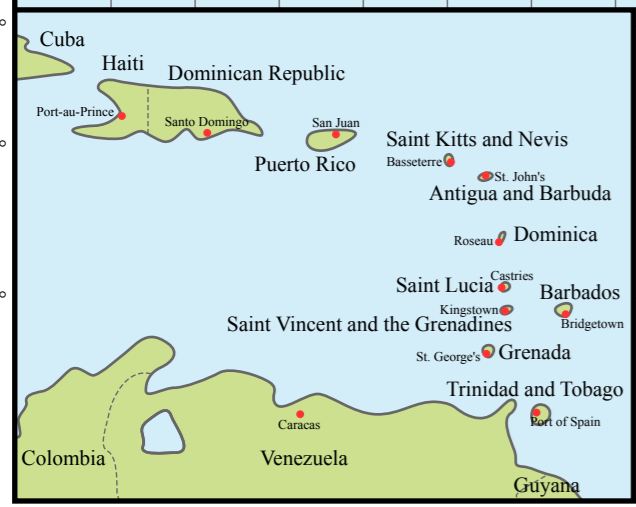 Cuba
Haiti
Dominican Republic
Port-au-Prince
Santo Domingo
San Juan
Puerto Rico
Saint Kitts and Nevis
Basseterre
St. John's
Antigua and Barbuda
Roseau
Dominica
Castries
Saint Lucia
Barbados
Kingstown
Bridgetown
Saint Vincent and the Grenadines
St. George's
Grenada
Trinidad and Tobago
Port of Spain
Caracas
Colombia
Venezuela
Guyana